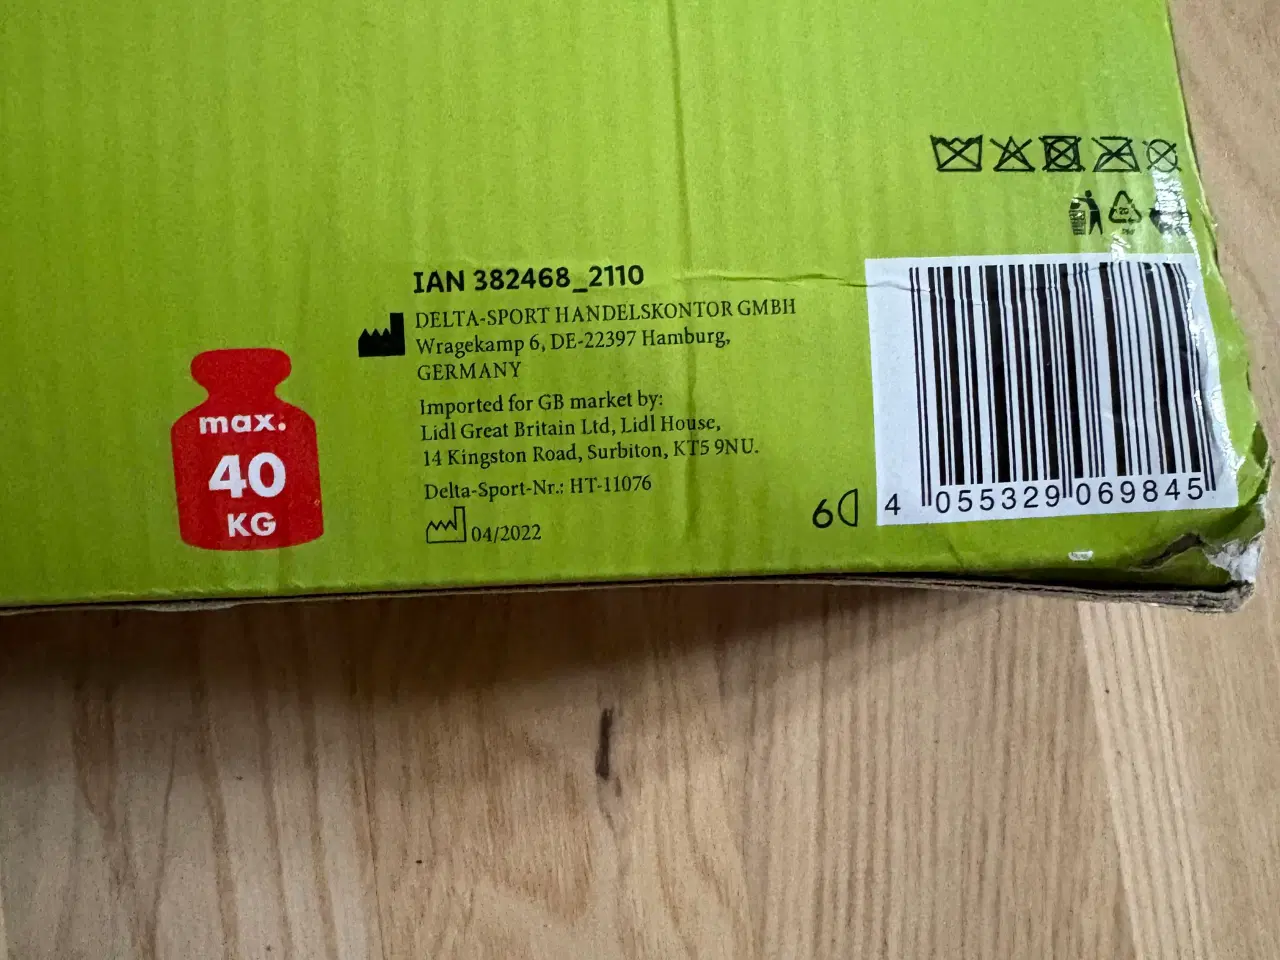 IAN 382468_2110
DELTA-SPORT HANDELSKONTOR GMBH
Wragekamp 6, DE-22397 Hamburg,
GERMANY
Imported for GB market by:
Lidl Great Britain Ltd, Lidl House,
14 Kingston Road, Surbiton, KT5 9NU.
Delta-Sport-Nr.: HT-11076
04/2022
max.
40
KG
6
4 055329 069845